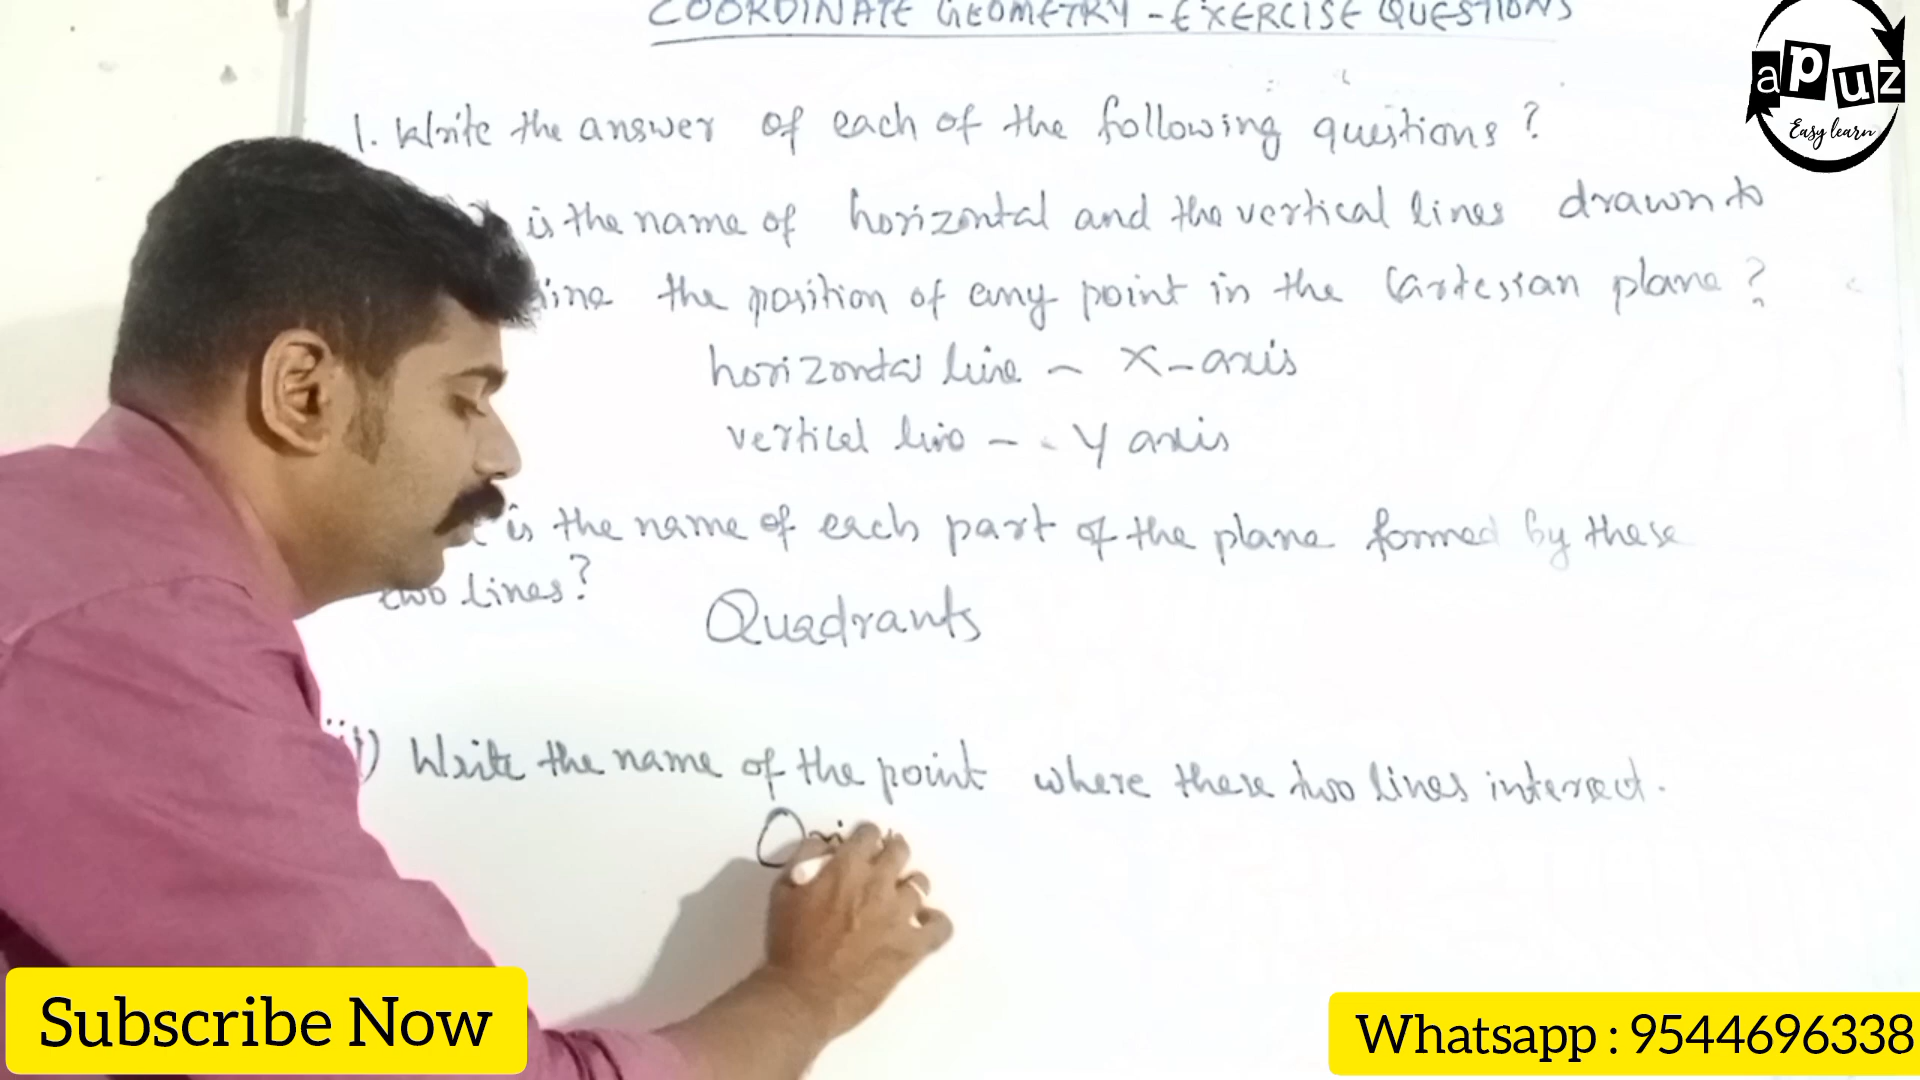 COORDINATE GEOMETRY - EXERCISE QUESTIONS
1. Write the answer of each of the following questions?
is the name of horizontal and the vertical lines drawn to
the position of any point in the Cartesian plane?
horizontal line - X-axis
vertical line - Y axis
is the name of each part of the plane formed by these
two lines?
Quadrants
iii) Write the name of the point where these two lines intersect.
Ori
apuz
Easy learn
Subscribe Now
Whatsapp : 9544696338